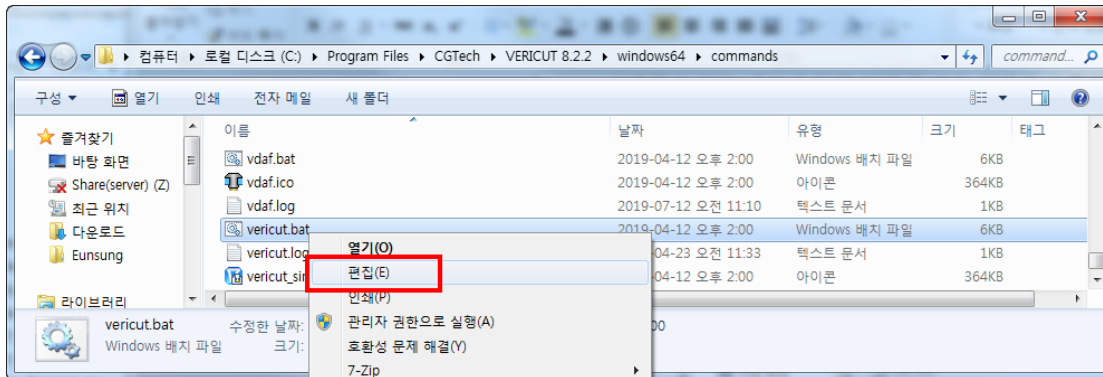 컴퓨터 ▸ 로컬 디스크 (C:) ▸ Program Files ▸ CGTech ▸ VERICUT 8.2.2 ▸ windows64 ▸ commands
command...
구성 열기 인쇄 전자 메일 새 폴더
즐겨찾기
바탕 화면
Share(server) (Z)
최근 위치
다운로드
Eunsung
라이브러리
이름 날짜 유형 크기 태그
vdaf.bat 2019-04-12 오후 2:00 Windows 배치 파일 6KB
vdaf.ico 2019-04-12 오후 2:00 아이콘 364KB
vdaf.log 2019-07-12 오전 11:10 텍스트 문서 1KB
vericut.bat 2019-04-12 오후 2:00 Windows 배치 파일 6KB
vericut.log -04-23 오전 11:33 텍스트 문서 1KB
vericut_sir -04-12 오후 2:00 아이콘 364KB
열기(O)
편집(E)
인쇄(P)
관리자 권한으로 실행(A)
호환성 문제 해결(Y)
7-Zip
vericut.bat 수정한 날짜: 00
Windows 배치 파일 크기: